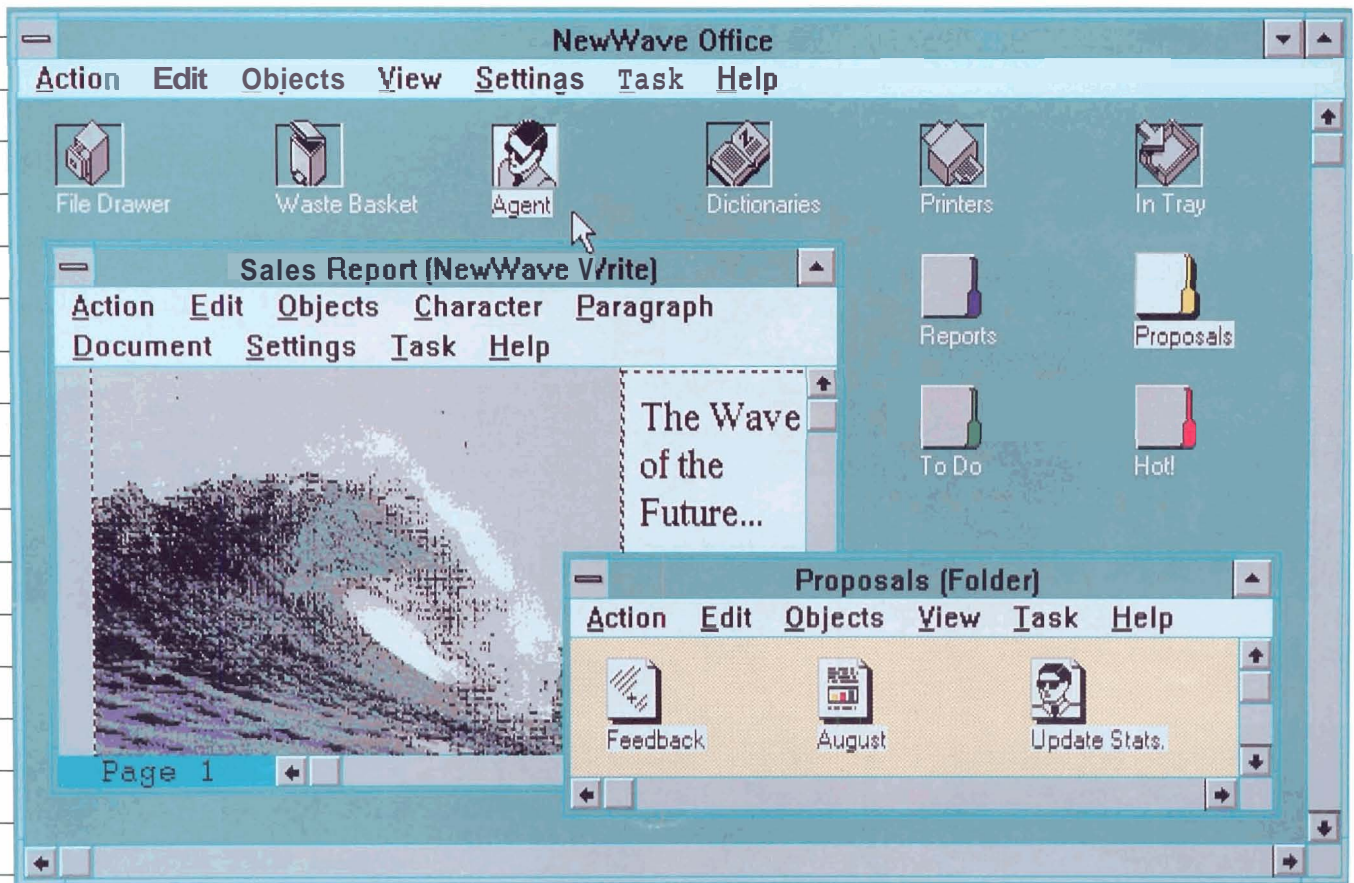 NewWave Office
Action Edit Objects View Settings Task Help
File Drawer Waste Basket Agent Dictionaries Printers In Tray
Sales Report (NewWave Write)
Action Edit Objects Character Paragraph
Document Settings Task Help
The Wave
of the
Future...
Page 1
Reports Proposals
To Do Hot!
Proposals (Folder)
Action Edit Objects View Task Help
Feedback August Update Stats.